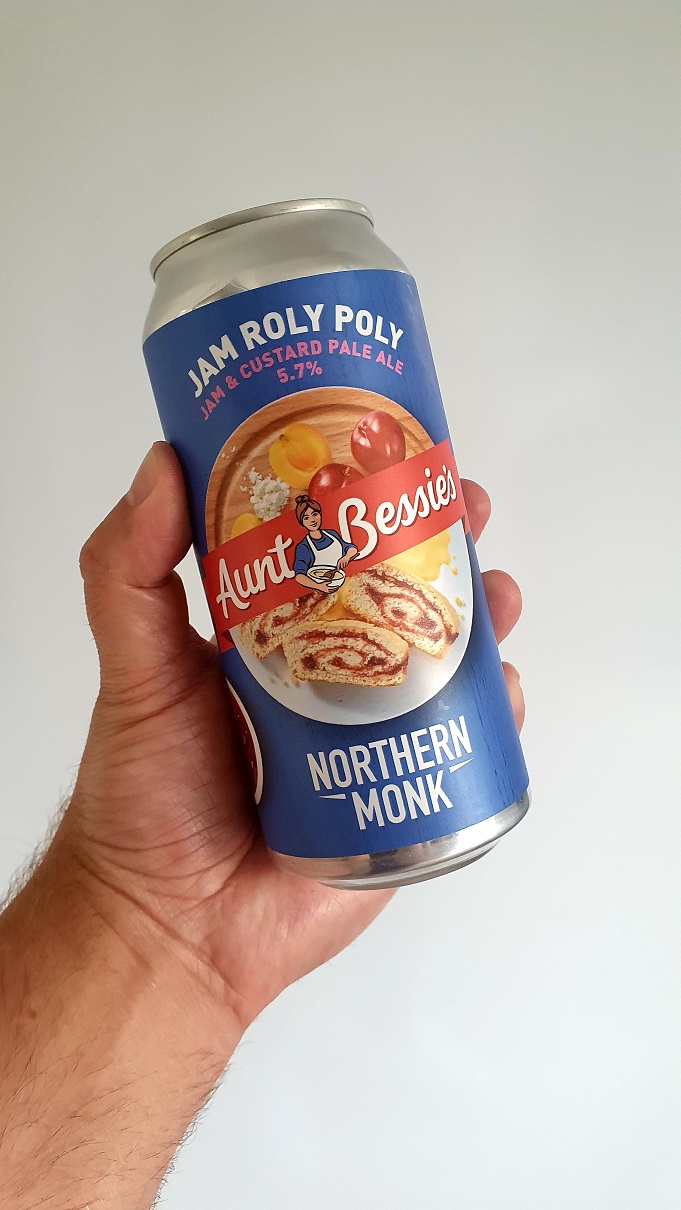 JAM ROLY POLY
JAM & CUSTARD PALE ALE
5.7%
Aunt Bessie's
NORTHERN
MONK